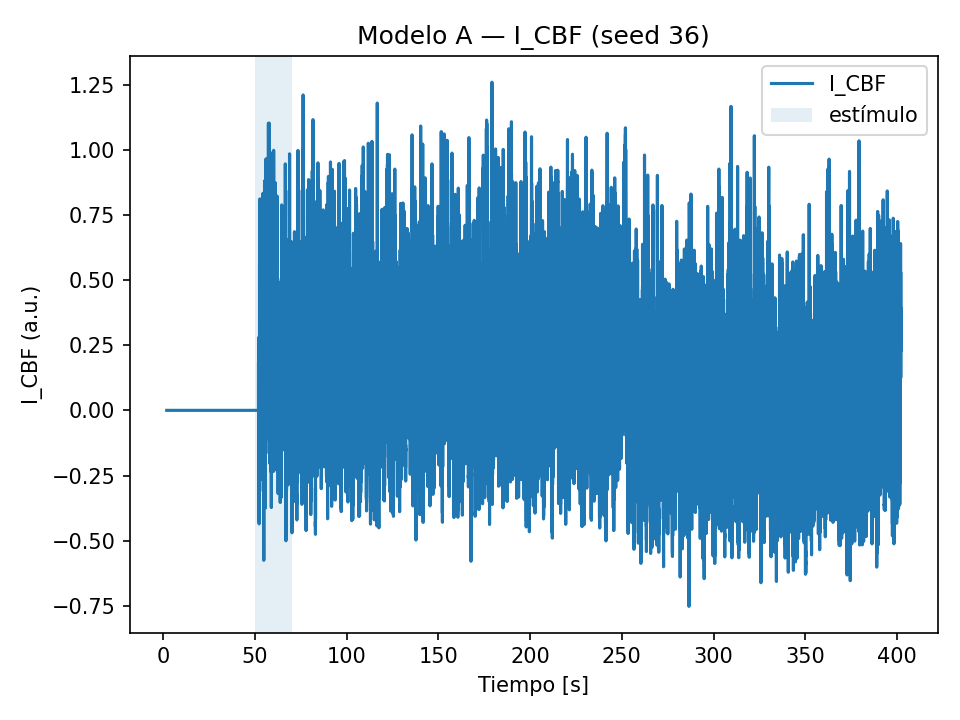 Modelo A — I_CBF (seed 36)
I_CBF
estímulo
I_CBF (a.u.)
1.25
1.00
0.75
0.50
0.25
0.00
−0.25
−0.50
−0.75
0 50 100 150 200 250 300 350 400
Tiempo [s]